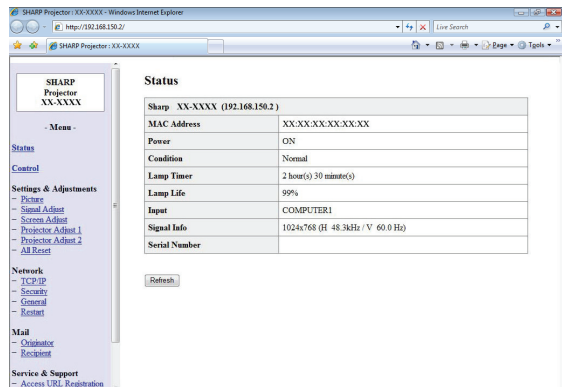 SHARP Projector : XX-XXXX - Windows Internet Explorer
http://192.168.150.2/
Live Search
SHARP Projector : XX-XXXX
Page
Tools
SHARP
Projector
XX-XXXX
- Menu -
Status
Control
Settings & Adjustments
- Picture
- Signal Adjust
- Screen Adjust
- Projector Adjust 1
- Projector Adjust 2
- All Reset
Network
- TCP/IP
- Security
- General
- Restart
Mail
- Originator
- Recipient
Service & Support
- Access URL Registration
Status
Sharp XX-XXXX (192.168.150.2 )
MAC Address XX:XX:XX:XX:XX:XX
Power ON
Condition Normal
Lamp Timer 2 hour(s) 30 minute(s)
Lamp Life 99%
Input COMPUTER1
Signal Info 1024x768 (H 48.3kHz / V 60.0 Hz)
Serial Number
Refresh